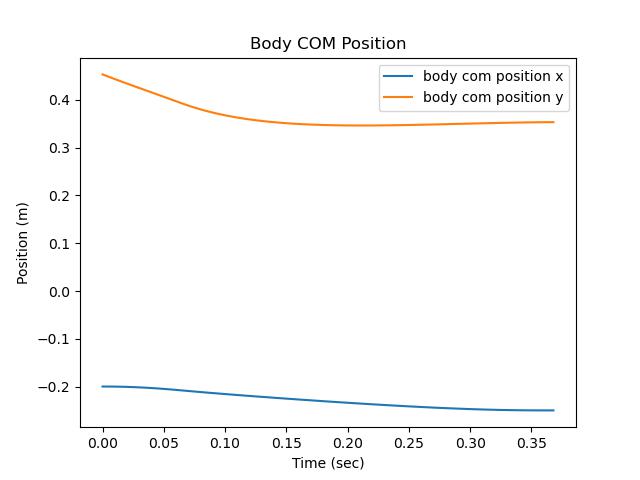 Body COM Position
body com position x
body com position y
Position (m)
0.4
0.3
0.2
0.1
0.0
−0.1
−0.2
0.00 0.05 0.10 0.15 0.20 0.25 0.30 0.35
Time (sec)